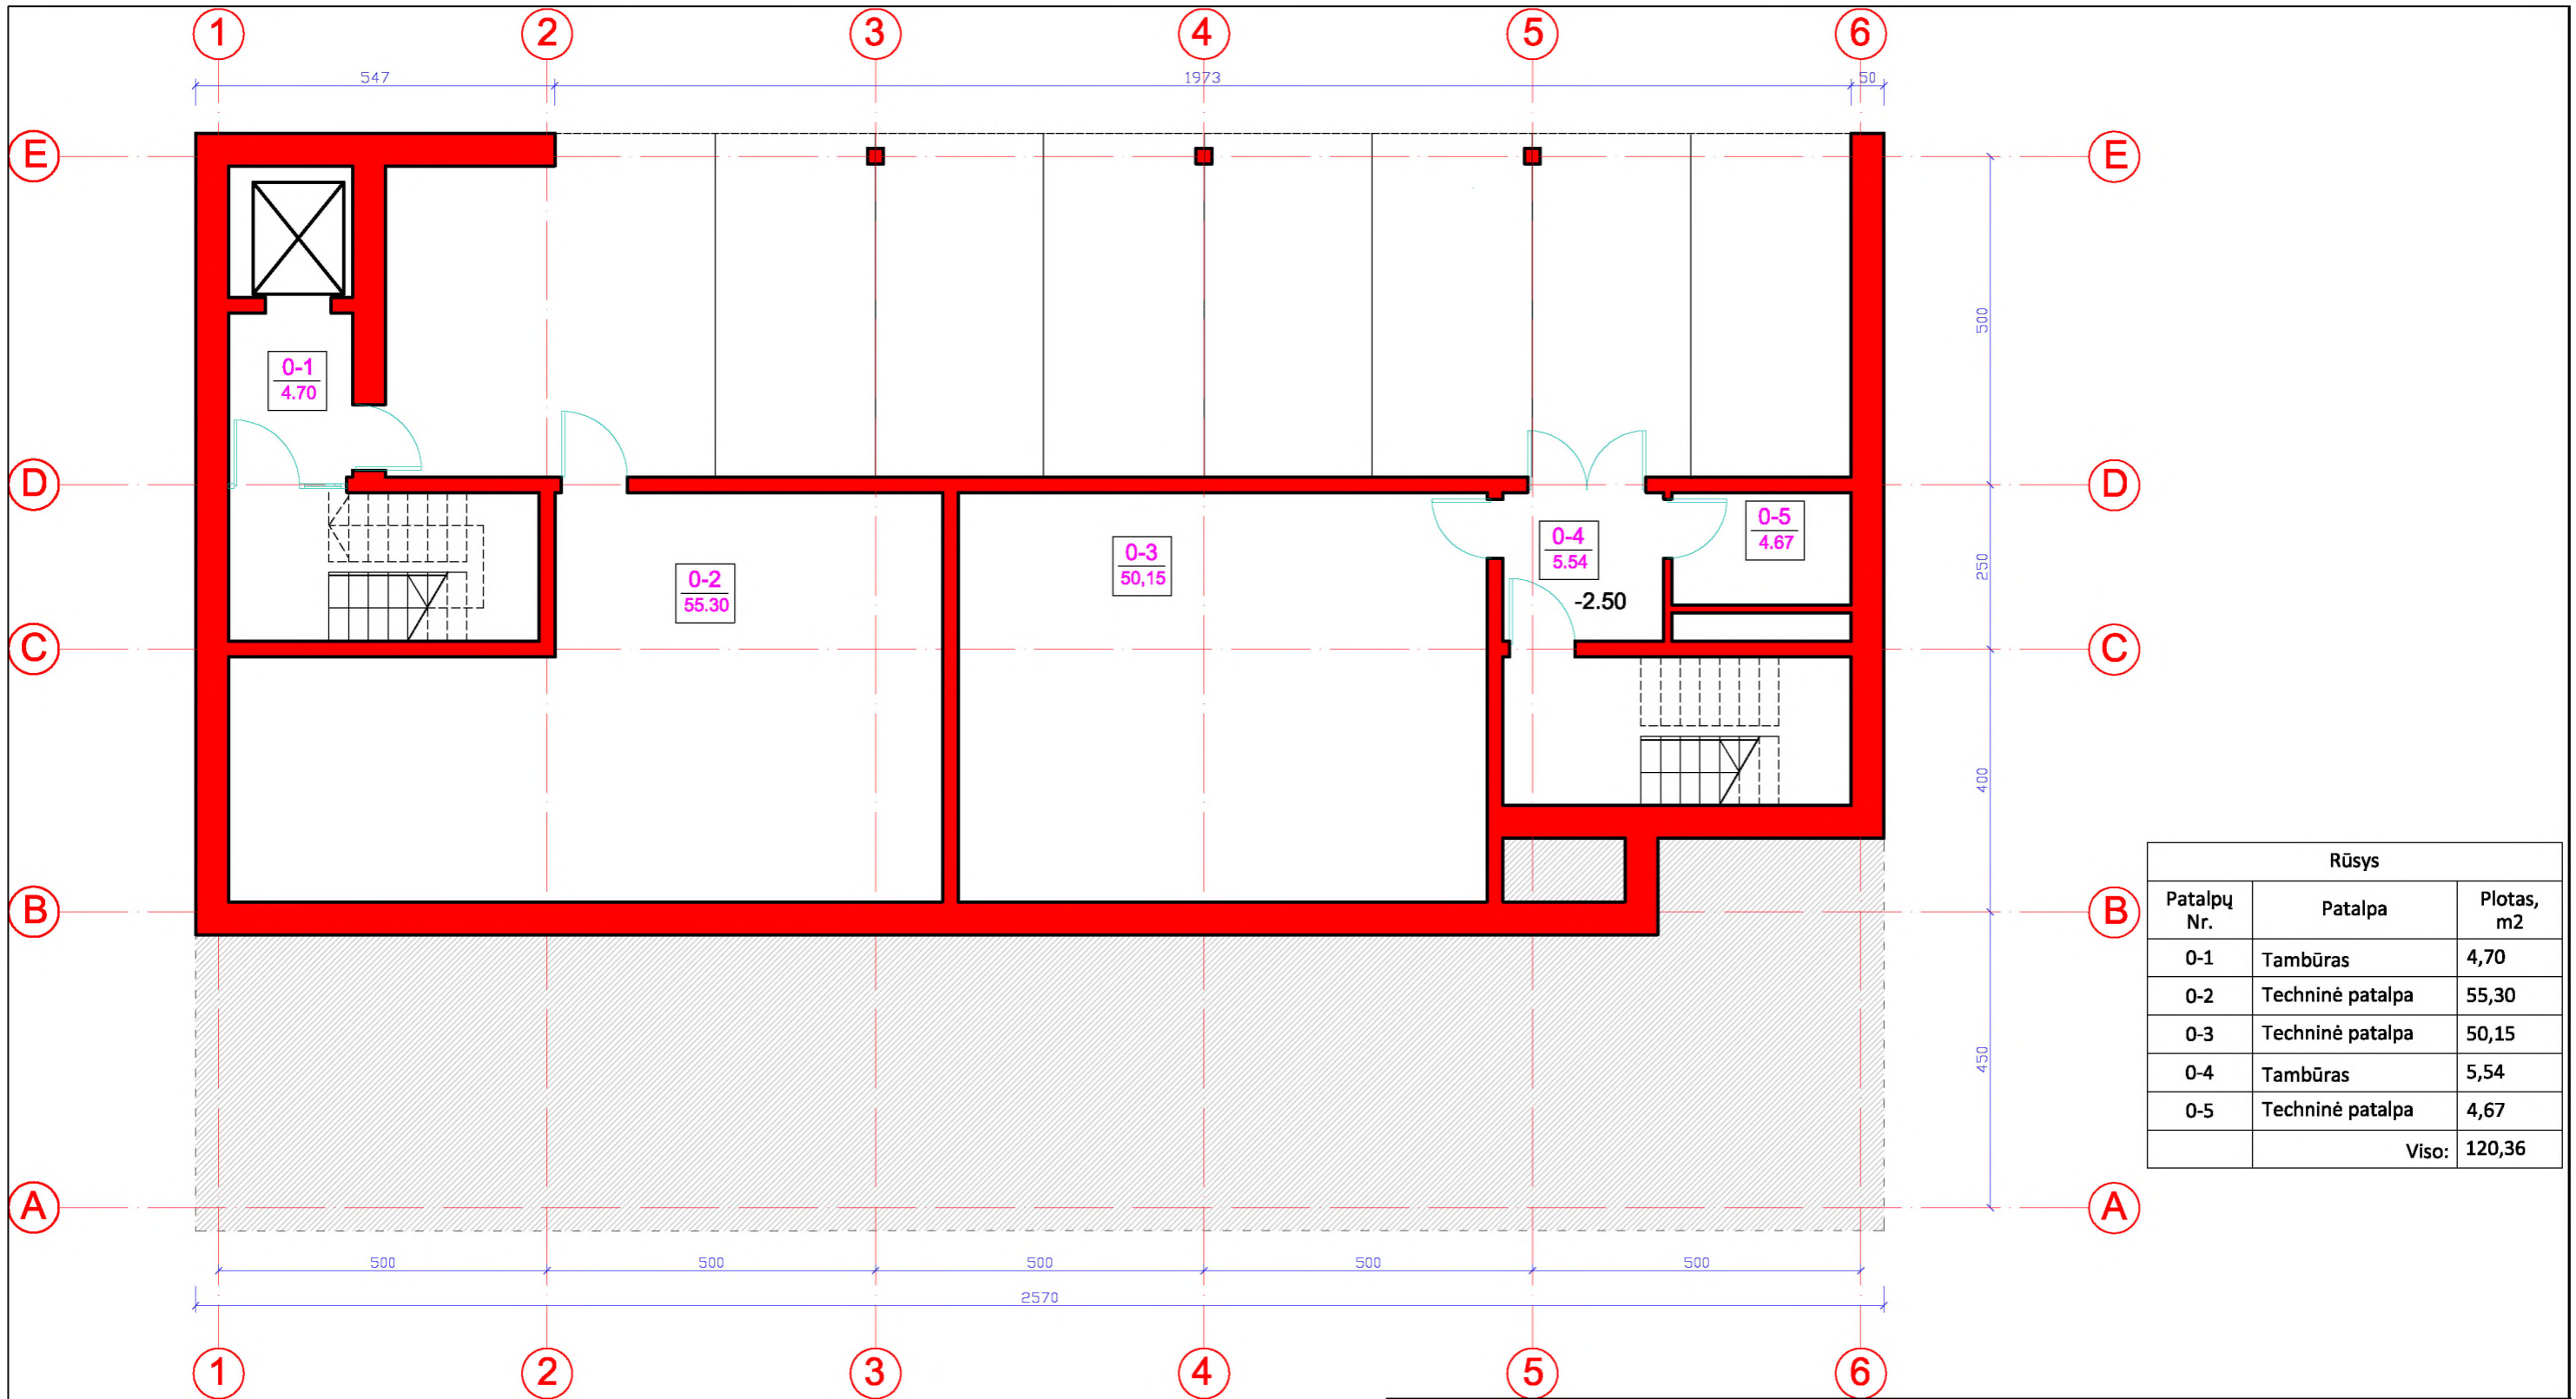 1 2 3 4 5 6
547 1973 50
E E
0-1
4.70
500
D D
0-5
4.67
0-4
5.54
0-3
50,15
0-2
55.30
250
-2.50
C C
400
Rūsys
Patalpų Nr. Patalpa Plotas, m2
B B
0-1 Tambūras 4,70
0-2 Techninė patalpa 55,30
0-3 Techninė patalpa 50,15
450
0-4 Tambūras 5,54
0-5 Techninė patalpa 4,67
Viso: 120,36
A A
500 500 500 500 500
2570
1 2 3 4 5 6